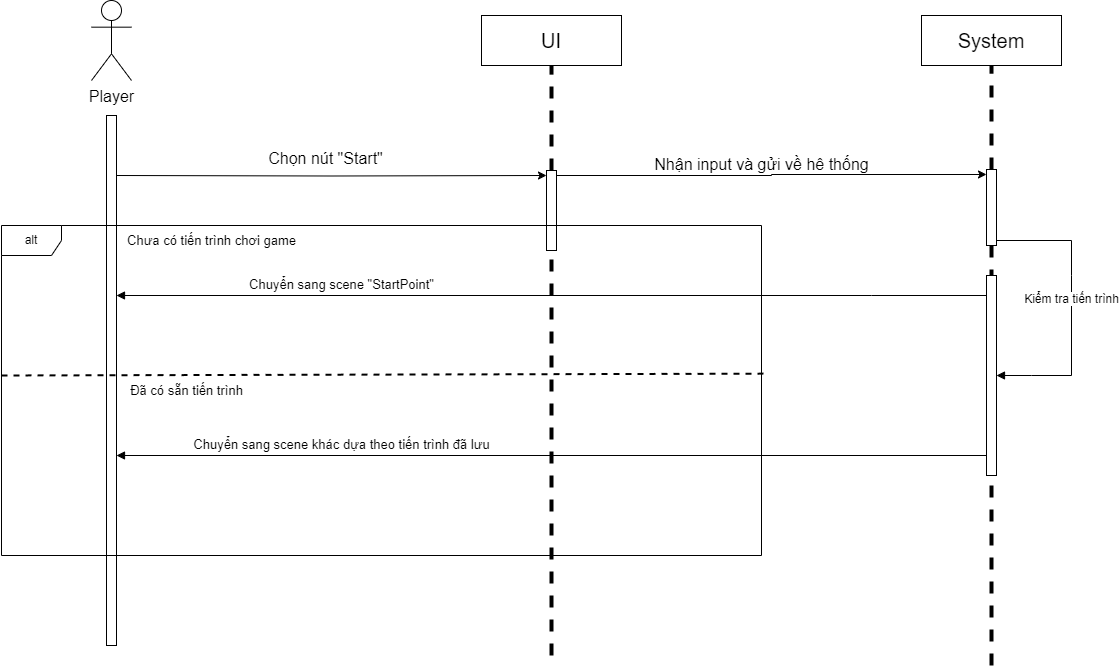 UI
System
Player
Chọn nút "Start"
Nhận input và gửi về hê thống
alt
Chưa có tiến trình chơi game
Chuyển sang scene "StartPoint"
Kiểm tra tiến trình
Đã có sẵn tiến trình
Chuyển sang scene khác dựa theo tiến trình đã lưu